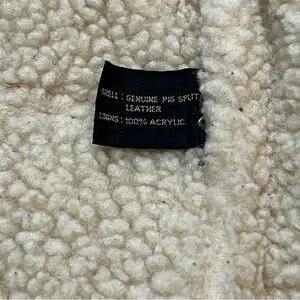 SHELL : GENUINE PIG SPLIT
LEATHER
LINING : 100% ACRYLIC